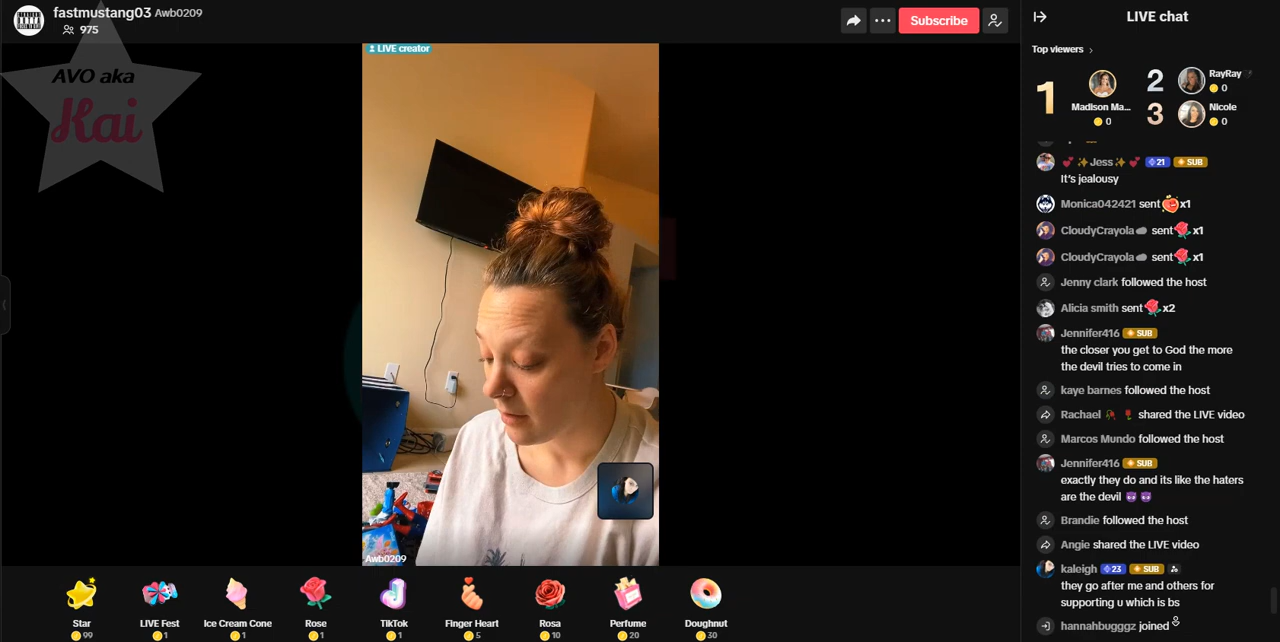 fastmustang03 Awb0209
975
Subscribe
AVO aka
Kai
LIVE creator
Awb0209
Star
99
LIVE Fest
1
Ice Cream Cone
1
Rose
1
TikTok
1
Finger Heart
5
Rosa
10
Perfume
20
Doughnut
30
LIVE chat
Top viewers
1
Madison Ma...
0
2
RayRay
0
3
Nicole
0
Jess 21 SUB
It's jealousy
Monica042421 sent x1
CloudyCrayola sent x1
CloudyCrayola sent x1
Jenny clark followed the host
Alicia smith sent x2
Jennifer416 SUB
the closer you get to God the more
the devil tries to come in
kaye barnes followed the host
Rachael shared the LIVE video
Marcos Mundo followed the host
Jennifer416 SUB
exactly they do and its like the haters
are the devil
Brandie followed the host
Angie shared the LIVE video
kaleigh 23 SUB
they go after me and others for
supporting u which is bs
hannahbugggz joined